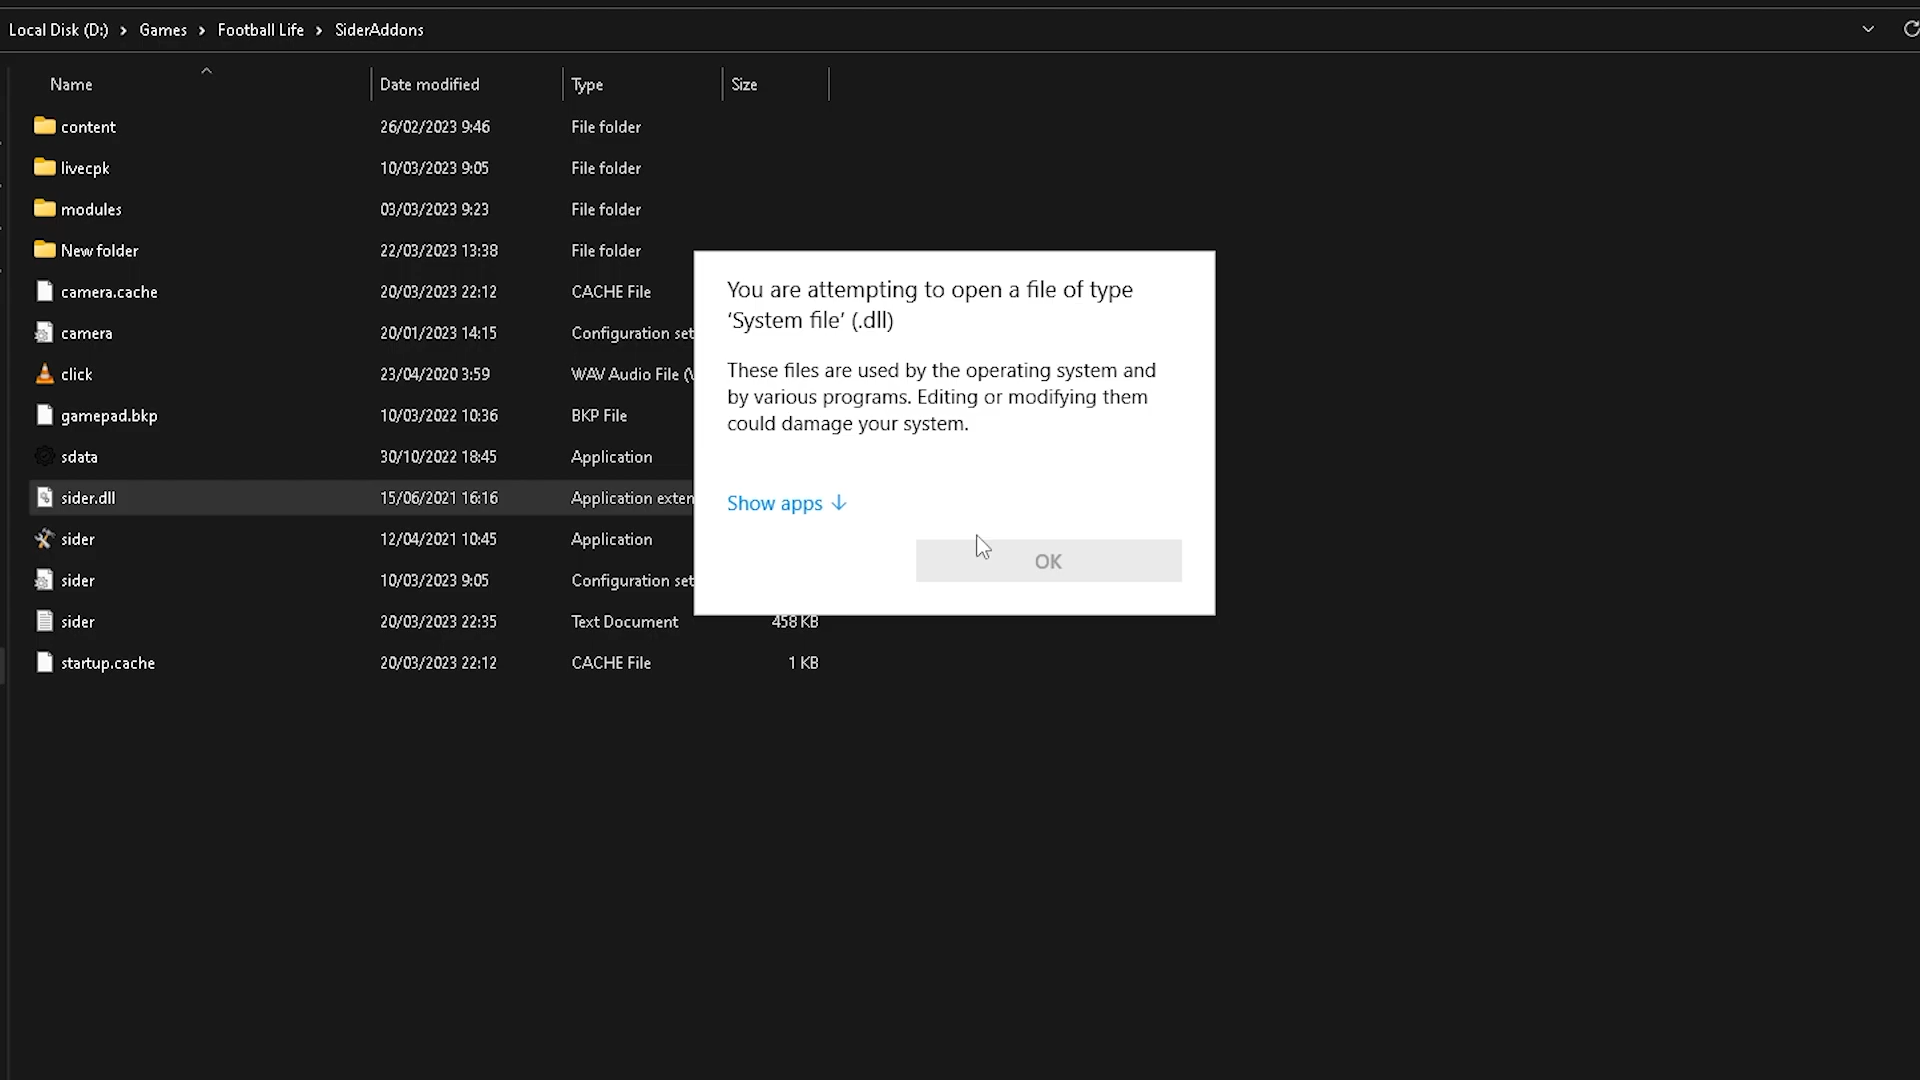 Local Disk (D:) › Games › Football Life › SiderAddons
Name Date modified Type Size
content 26/02/2023 9:46 File folder
livecpk 10/03/2023 9:05 File folder
modules 03/03/2023 9:23 File folder
New folder 22/03/2023 13:38 File folder
camera.cache 20/03/2023 22:12 CACHE File
camera 20/01/2023 14:15 Configuration set
click 23/04/2020 3:59 WAV Audio File (
gamepad.bkp 10/03/2022 10:36 BKP File
sdata 30/10/2022 18:45 Application
sider.dll 15/06/2021 16:16 Application exten
sider 12/04/2021 10:45 Application
sider 10/03/2023 9:05 Configuration set
sider 20/03/2023 22:35 Text Document 458 KB
startup.cache 20/03/2023 22:12 CACHE File 1 KB
You are attempting to open a file of type
‘System file’ (.dll)
These files are used by the operating system and
by various programs. Editing or modifying them
could damage your system.
Show apps ↓
OK